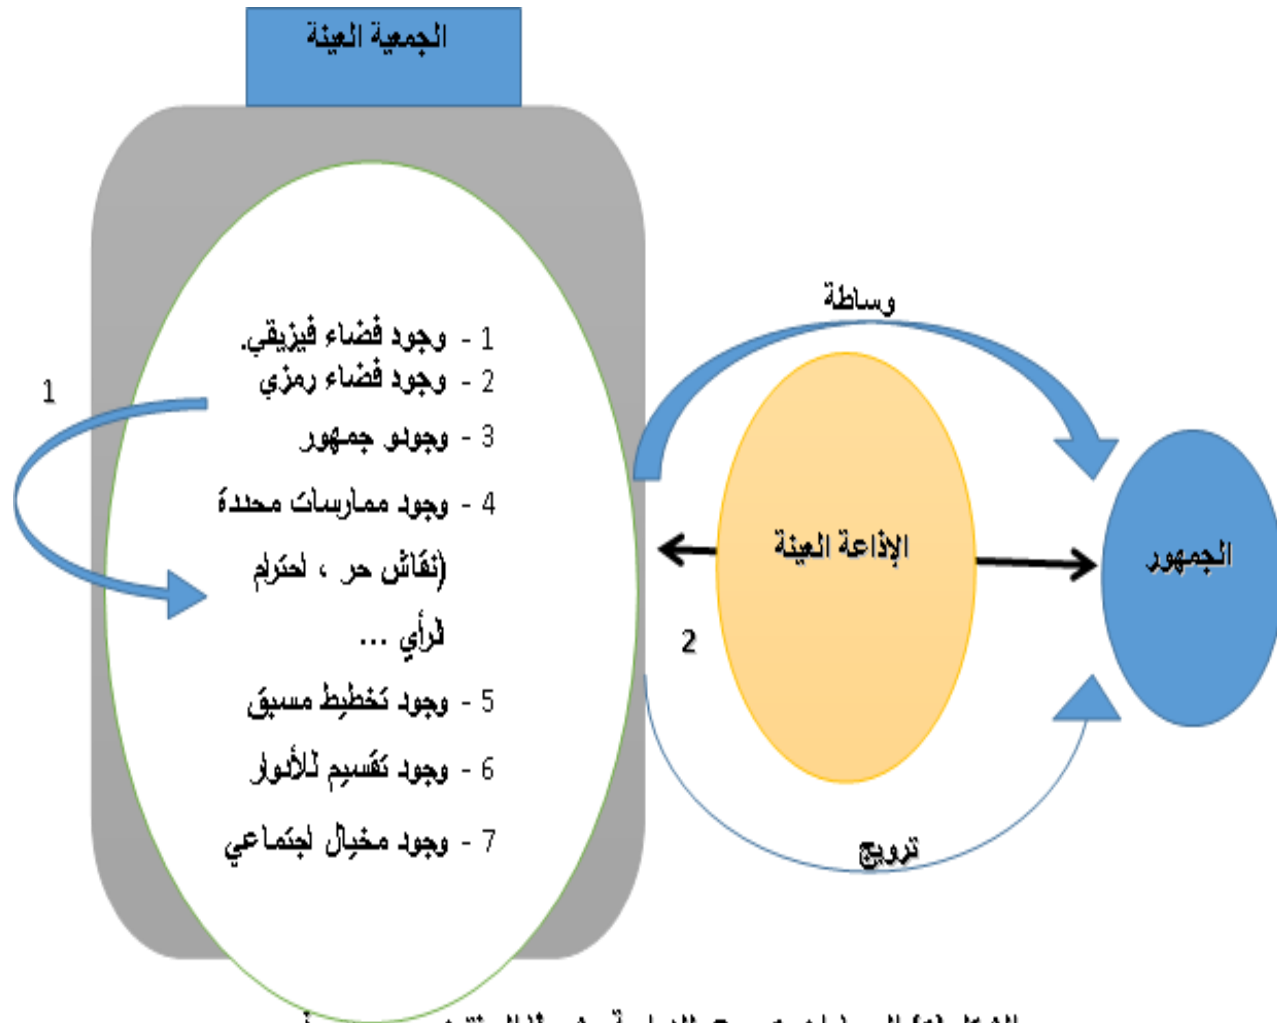 الجمعية العينة
وساطة
1 - وجود فضاء فيزيقي.
2 - وجود فضاء رمزي
3 - وجودو جمهور
4 - وجود ممارسات محددة
(نقاش حر ، احترام
الرأي ...
5 - وجود تخطيط مسبق
6 - وجود تقسيم للأدوار
7 - وجود مخيال اجتماعي
1
الإذاعة العينة
الجمهور
2
ترويج